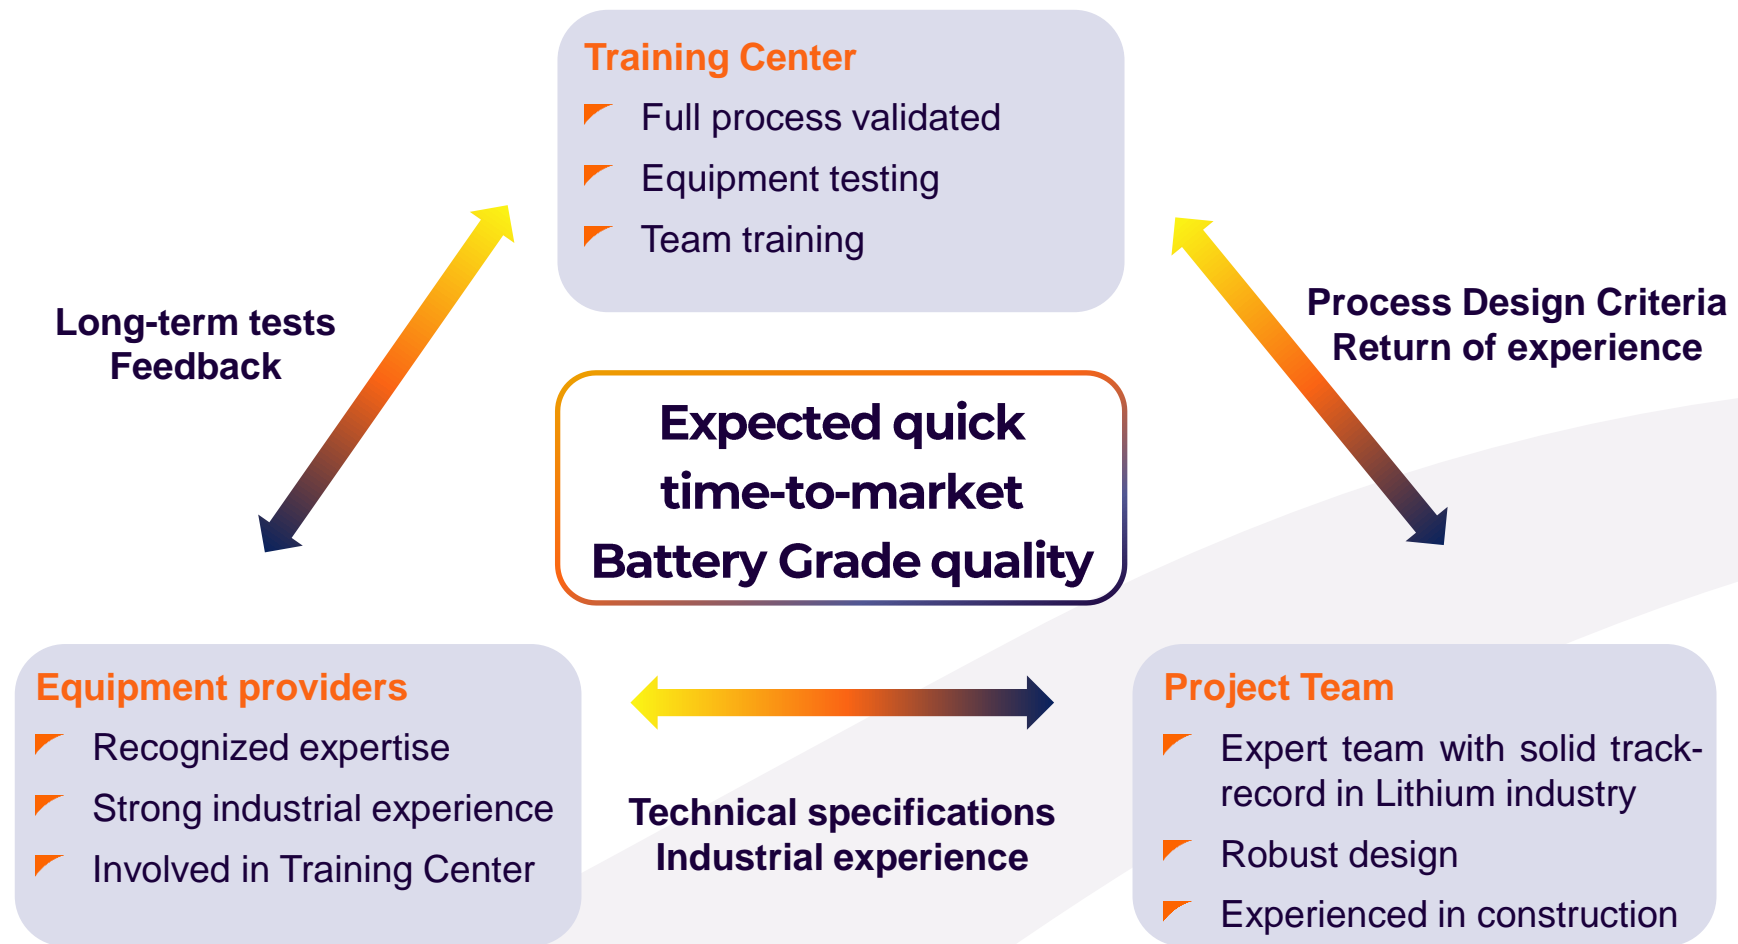 Training Center
Full process validated
Equipment testing
Team training
Long-term tests
Feedback
Process Design Criteria
Return of experience
Expected quick
time-to-market
Battery Grade quality
Equipment providers
Recognized expertise
Strong industrial experience
Involved in Training Center
Technical specifications
Industrial experience
Project Team
Expert team with solid track-
record in Lithium industry
Robust design
Experienced in construction